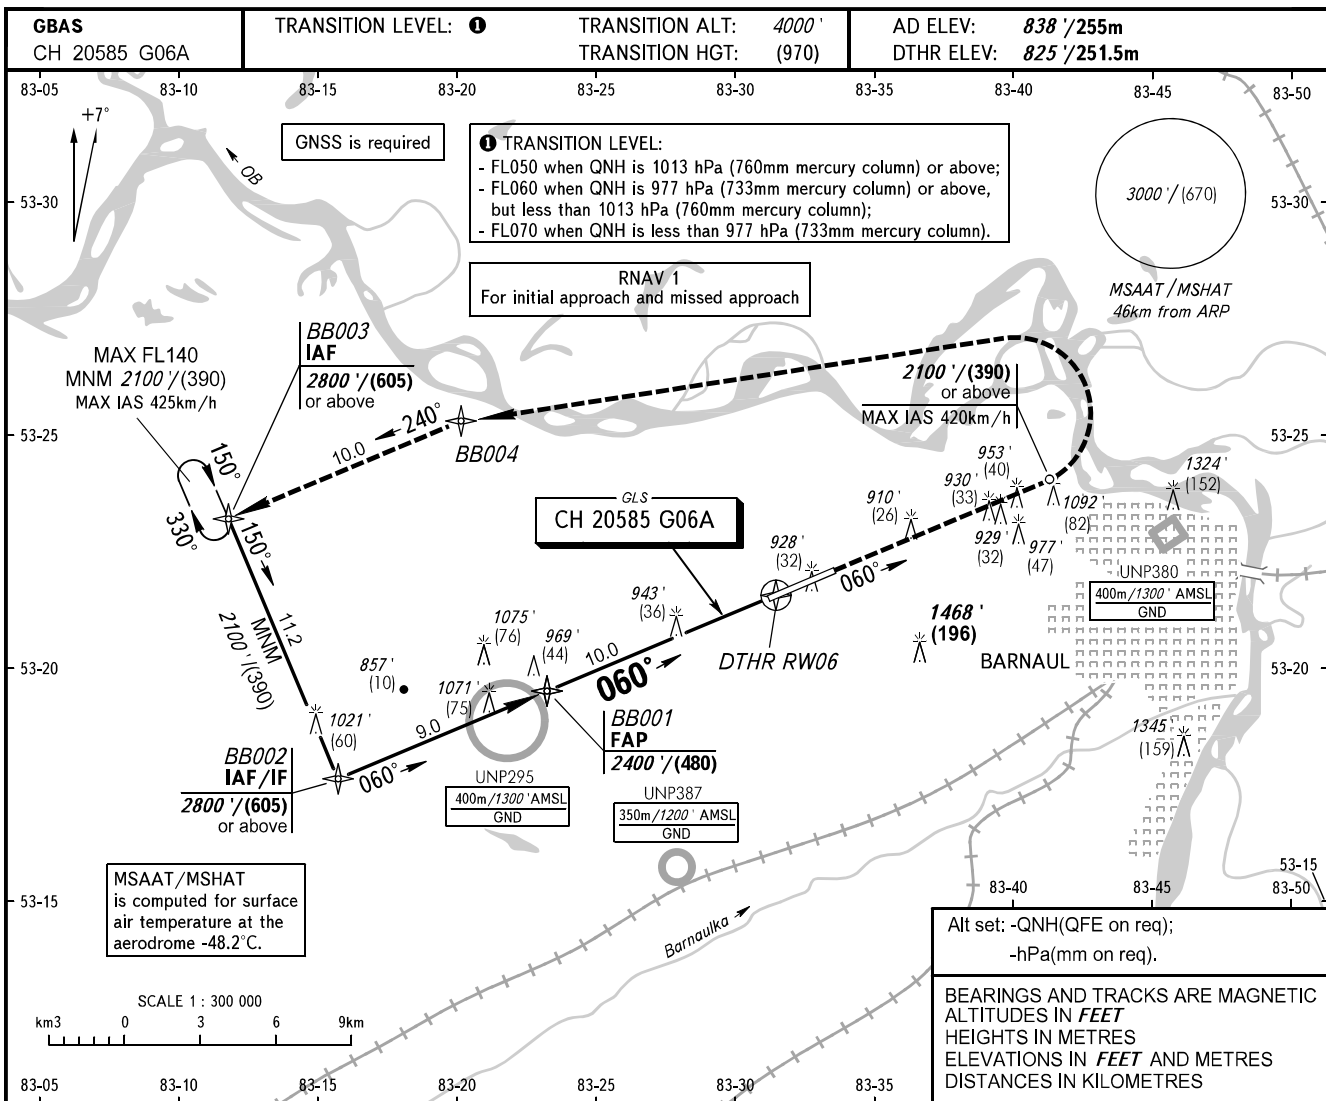 GBAS
CH 20585 G06A
TRANSITION LEVEL: ❶
TRANSITION ALT: 4000'
TRANSITION HGT: (970)
AD ELEV: 838'/255m
DTHR ELEV: 825'/251.5m
83-05 83-10 83-15 83-20 83-25 83-30 83-35 83-40 83-45 83-50
+7°
GNSS is required
OB
❶ TRANSITION LEVEL:
- FL050 when QNH is 1013 hPa (760mm mercury column) or above;
- FL060 when QNH is 977 hPa (733mm mercury column) or above,
but less than 1013 hPa (760mm mercury column);
- FL070 when QNH is less than 977 hPa (733mm mercury column).
53-30
3000'/(670)
53-30
RNAV 1
For initial approach and missed approach
MSAAT/MSHAT
46km from ARP
BB003
IAF
2800'/(605)
or above
MAX FL140
MNM 2100'/(390)
MAX IAS 425km/h
2100'/(390)
or above
MAX IAS 420km/h
240°
10.0
BB004
53-25
53-25
150°
330°
150°
953'
(40)
930'
(33)
1324'
(152)
1092'
(82)
910'
(26)
929'
(32)
977'
(47)
GLS
CH 20585 G06A
928'
(32)
060°
UNP380
400m/1300' AMSL
GND
11.2
MNM
2100'/(390)
943'
(36)
1075'
(76)
969'
(44)
1468'
(196)
10.0
060°
DTHR RW06
BARNAUL
53-20
53-20
857'
(10)
1071'
(75)
9.0
BB001
FAP
2400'/(480)
1021'
(60)
BB002
IAF/IF
2800'/(605)
or above
060°
1345'
(159)
UNP295
400m/1300'AMSL
GND
UNP387
350m/1200' AMSL
GND
MSAAT/MSHAT
is computed for surface
air temperature at the
aerodrome -48.2°C.
53-15
53-15
83-40 83-45 83-50
Barnaulka
Alt set: -QNH(QFE on req);
-hPa(mm on req).
SCALE 1 : 300 000
km3 0 3 6 9km
BEARINGS AND TRACKS ARE MAGNETIC
ALTITUDES IN FEET
HEIGHTS IN METRES
ELEVATIONS IN FEET AND METRES
DISTANCES IN KILOMETRES
83-05 83-10 83-15 83-20 83-25 83-30 83-35